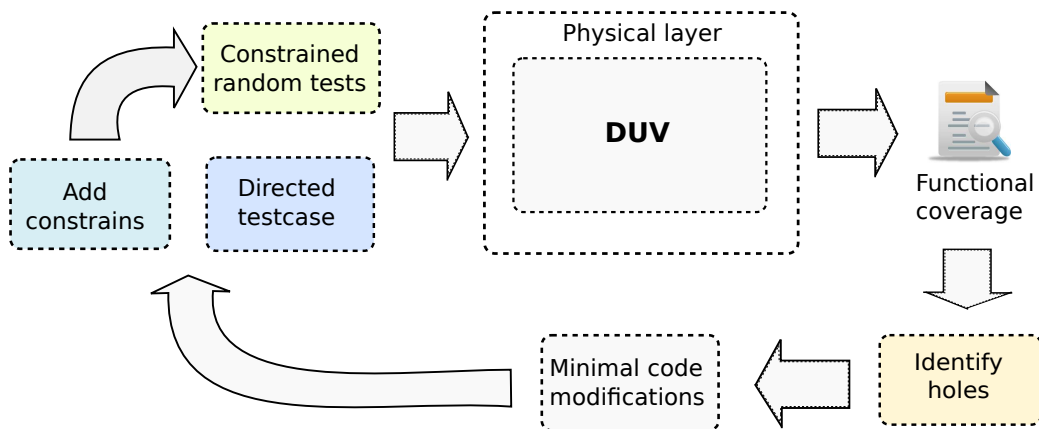 Constrained
random tests
Physical layer
DUV
Add
constrains
Directed
testcase
Functional
coverage
Identify
holes
Minimal code
modifications